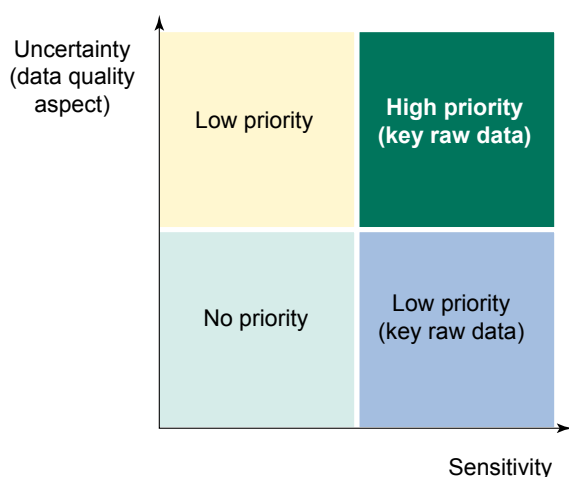 Uncertainty
(data quality
aspect)
Low priority
High priority
(key raw data)
No priority
Low priority
(key raw data)
Sensitivity